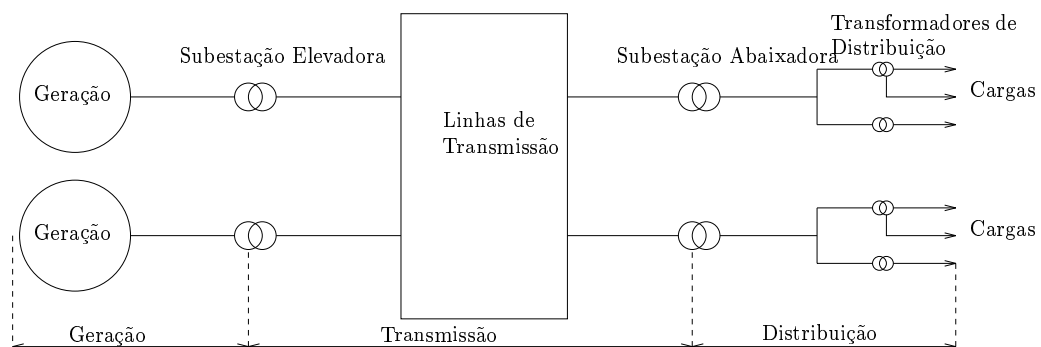 Transformadores de
Distribuição
Subestação Elevadora
Subestação Abaixadora
Geração
Cargas
Linhas de
Transmissão
Geração
Cargas
Geração
Transmissão
Distribuição